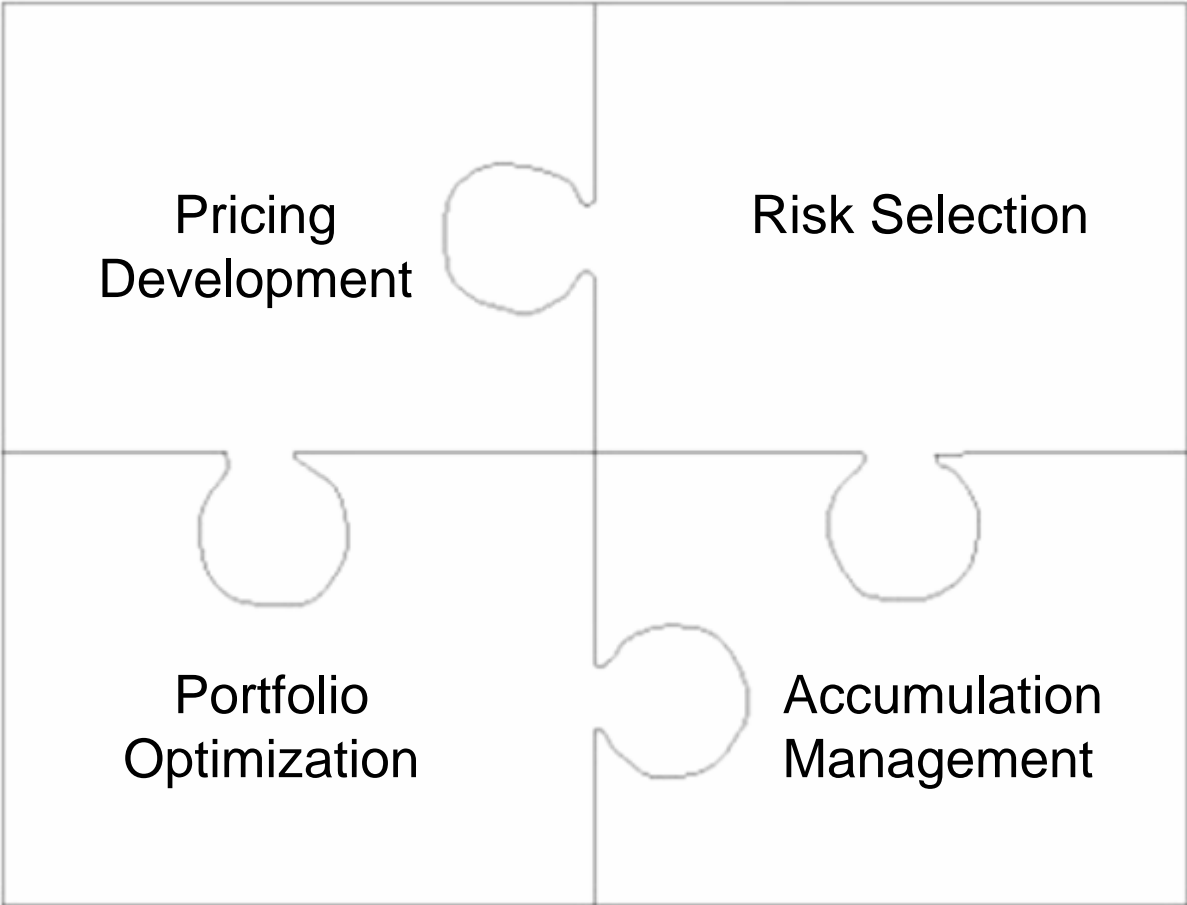 Pricing
Development
Risk Selection
Portfolio
Optimization
Accumulation
Management